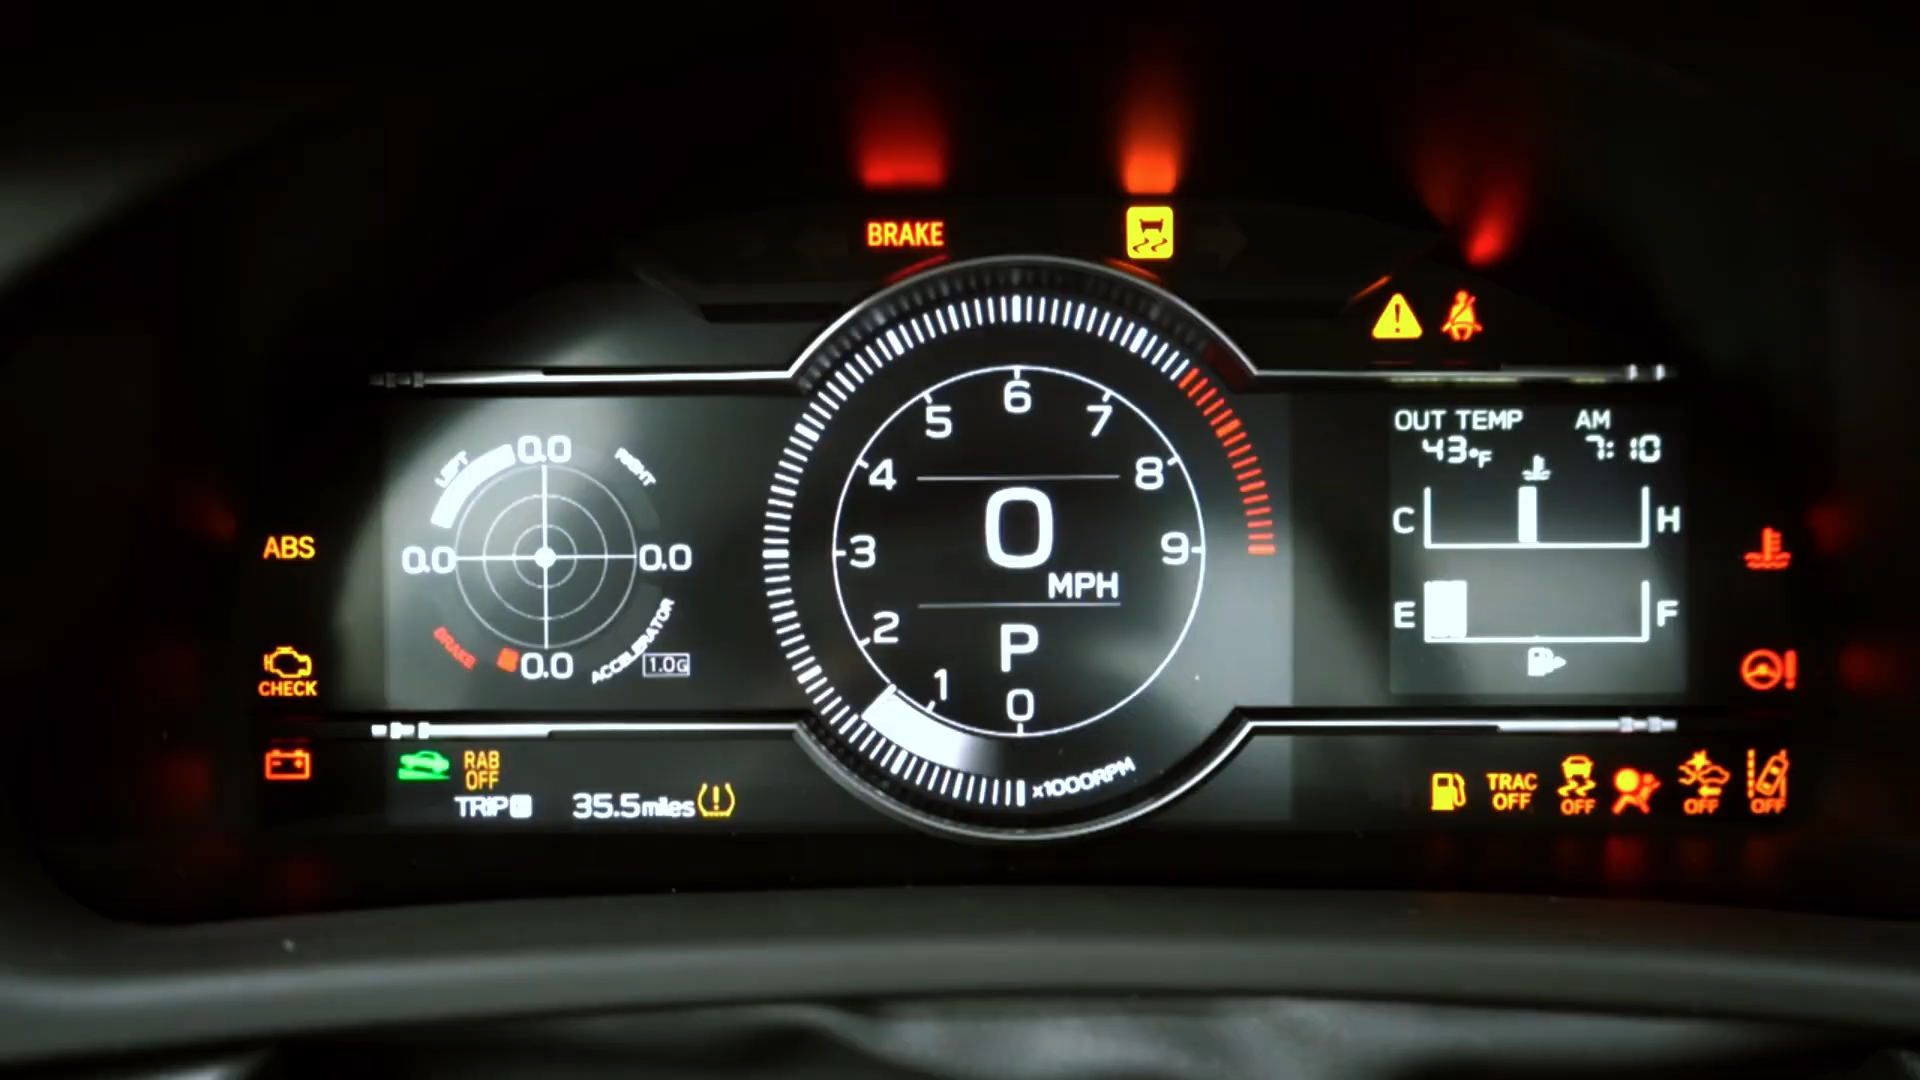 BRAKE
OUT TEMP AM
43°F 7:10
C H
E F
LEFT 0.0 RIGHT
0.0 0.0
BRAKE 0.0 ACCELERATOR
1.0G
6
5 7
4 8
3 9
2
1
0
0
MPH
P
x1000RPM
ABS
CHECK
RAB
OFF
TRIP
35.5miles
TRAC
OFF
OFF
OFF
OFF